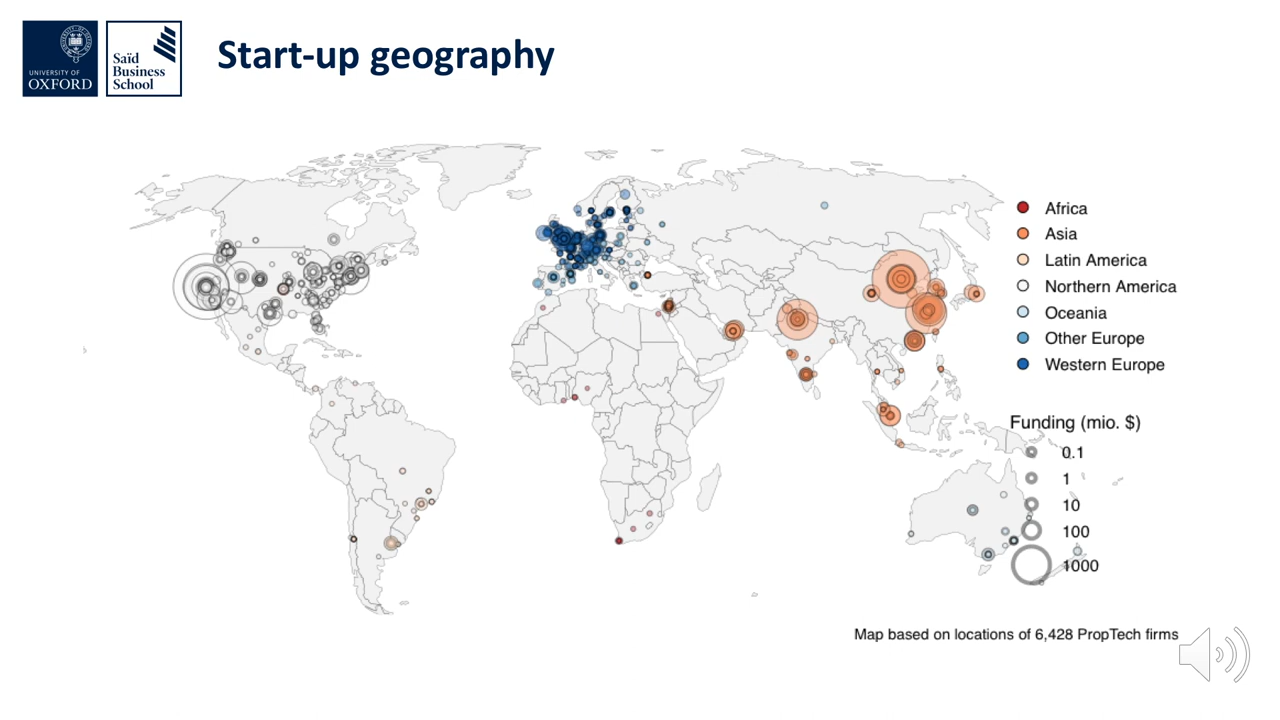 UNIVERSITY OF
OXFORD
Saïd
Business
School
Start-up geography
Africa
Asia
Latin America
Northern America
Oceania
Other Europe
Western Europe
Funding (mio. $)
0.1
1
10
100
1000
Map based on locations of 6,428 PropTech firms